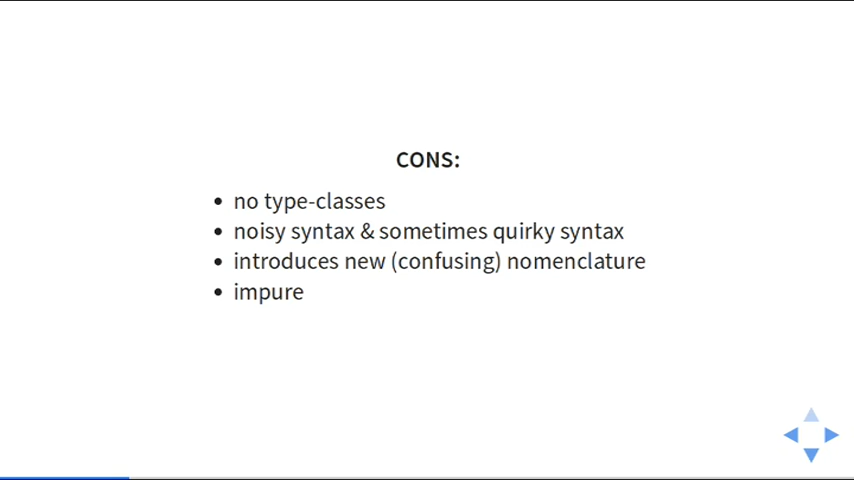 CONS:
no type-classes
noisy syntax & sometimes quirky syntax
introduces new (confusing) nomenclature
impure